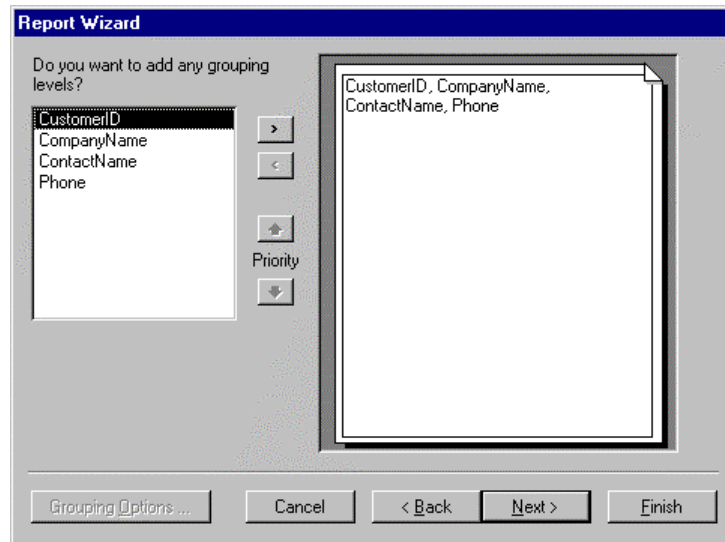 Report Wizard
Do you want to add any grouping
levels?
CustomerID
CompanyName
ContactName
Phone
>
<
Priority
CustomerID, CompanyName,
ContactName, Phone
Grouping Options ...
Cancel
< Back
Next >
Finish